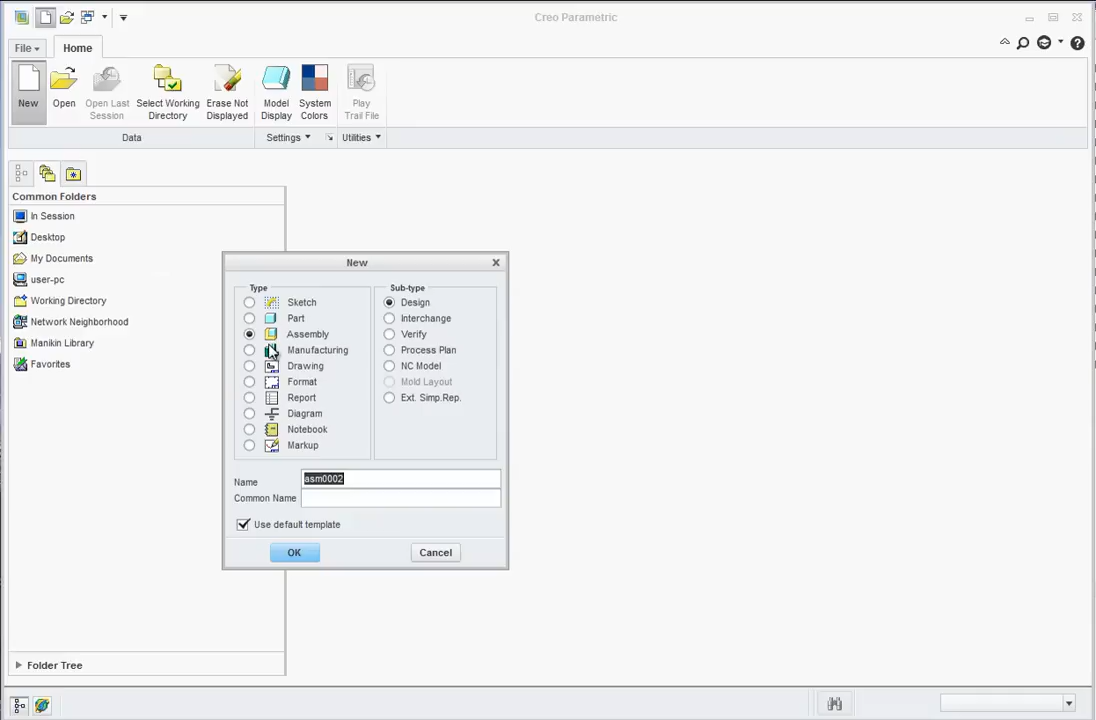 Creo Parametric
File
Home
New
Open
Open Last Session
Select Working Directory
Erase Not Displayed
Model Display
System Colors
Play Trail File
Data
Settings
Utilities
Common Folders
In Session
Desktop
My Documents
user-pc
Working Directory
Network Neighborhood
Manikin Library
Favorites
Folder Tree
New
Type
Sketch
Part
Assembly
Manufacturing
Drawing
Format
Report
Diagram
Notebook
Markup
Sub-type
Design
Interchange
Verify
Process Plan
NC Model
Mold Layout
Ext. Simp.Rep.
Name
asm0002
Common Name
Use default template
OK
Cancel